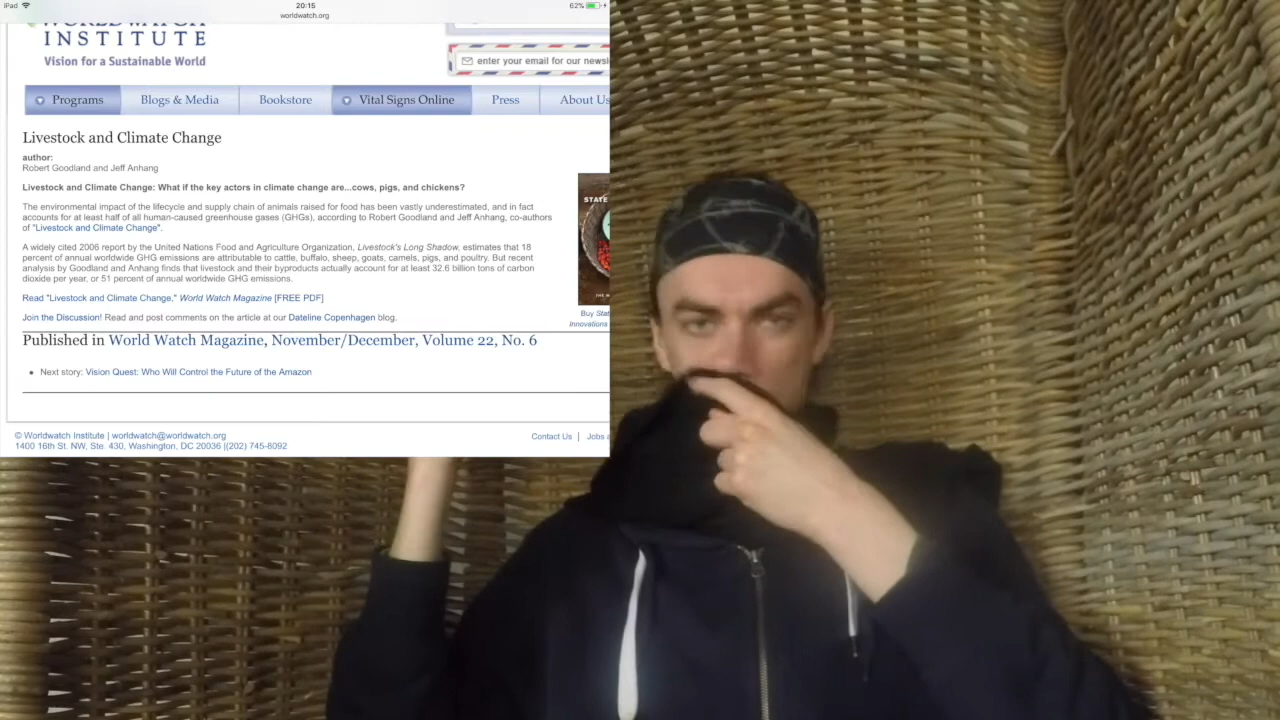 iPad 20:15 62%
worldwatch.org
WORLDWATCH
INSTITUTE
Vision for a Sustainable World
enter your email for our newsl
Programs Blogs & Media Bookstore Vital Signs Online Press About Us
Livestock and Climate Change
author:
Robert Goodland and Jeff Anhang
Livestock and Climate Change: What if the key actors in climate change are...cows, pigs, and chickens?
The environmental impact of the lifecycle and supply chain of animals raised for food has been vastly underestimated, and in fact
accounts for at least half of all human-caused greenhouse gases (GHGs), according to Robert Goodland and Jeff Anhang, co-authors
of "Livestock and Climate Change".
A widely cited 2006 report by the United Nations Food and Agriculture Organization, Livestock's Long Shadow, estimates that 18
percent of annual worldwide GHG emissions are attributable to cattle, buffalo, sheep, goats, camels, pigs, and poultry. But recent
analysis by Goodland and Anhang finds that livestock and their byproducts actually account for at least 32.6 billion tons of carbon
dioxide per year, or 51 percent of annual worldwide GHG emissions.
STATE
Read "Livestock and Climate Change," World Watch Magazine [FREE PDF]
Join the Discussion! Read and post comments on the article at our Dateline Copenhagen blog.
Buy Stat
Innovations
Published in World Watch Magazine, November/December, Volume 22, No. 6
Next story: Vision Quest: Who Will Control the Future of the Amazon
© Worldwatch Institute | worldwatch@worldwatch.org
1400 16th St. NW, Ste. 430, Washington, DC 20036 |(202) 745-8092
Contact Us | Jobs a